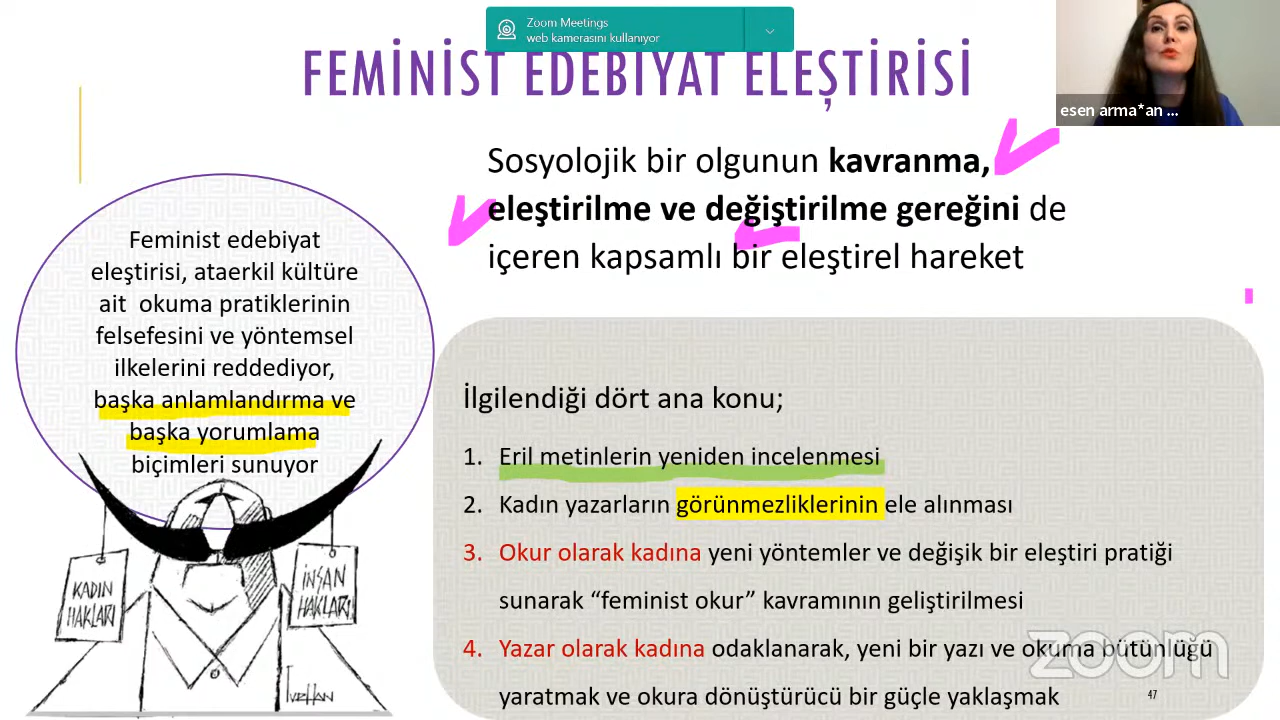 Zoom Meetings
web kamerasını kullanıyor
FEMİNİST EDEBİYAT ELEŞTİRİSİ
esen arma*an ...
Sosyolojik bir olgunun kavranma,
eleştirilme ve değiştirilme gereğini de
içeren kapsamlı bir eleştirel hareket
Feminist edebiyat
eleştirisi, ataerkil kültüre
ait okuma pratiklerinin
felsefesini ve yöntemsel
ilkelerini reddediyor,
başka anlamlandırma ve
başka yorumlama
biçimleri sunuyor
KADIN
HAKLARI
İNSAN
HAKLARI
TurHan
İlgilendiği dört ana konu;
1. Eril metinlerin yeniden incelenmesi
2. Kadın yazarların görünmezliklerinin ele alınması
3. Okur olarak kadına yeni yöntemler ve değişik bir eleştiri pratiği
sunarak “feminist okur” kavramının geliştirilmesi
4. Yazar olarak kadına odaklanarak, yeni bir yazı ve okuma bütünlüğü
yaratmak ve okura dönüştürücü bir güçle yaklaşmak
zoom
47